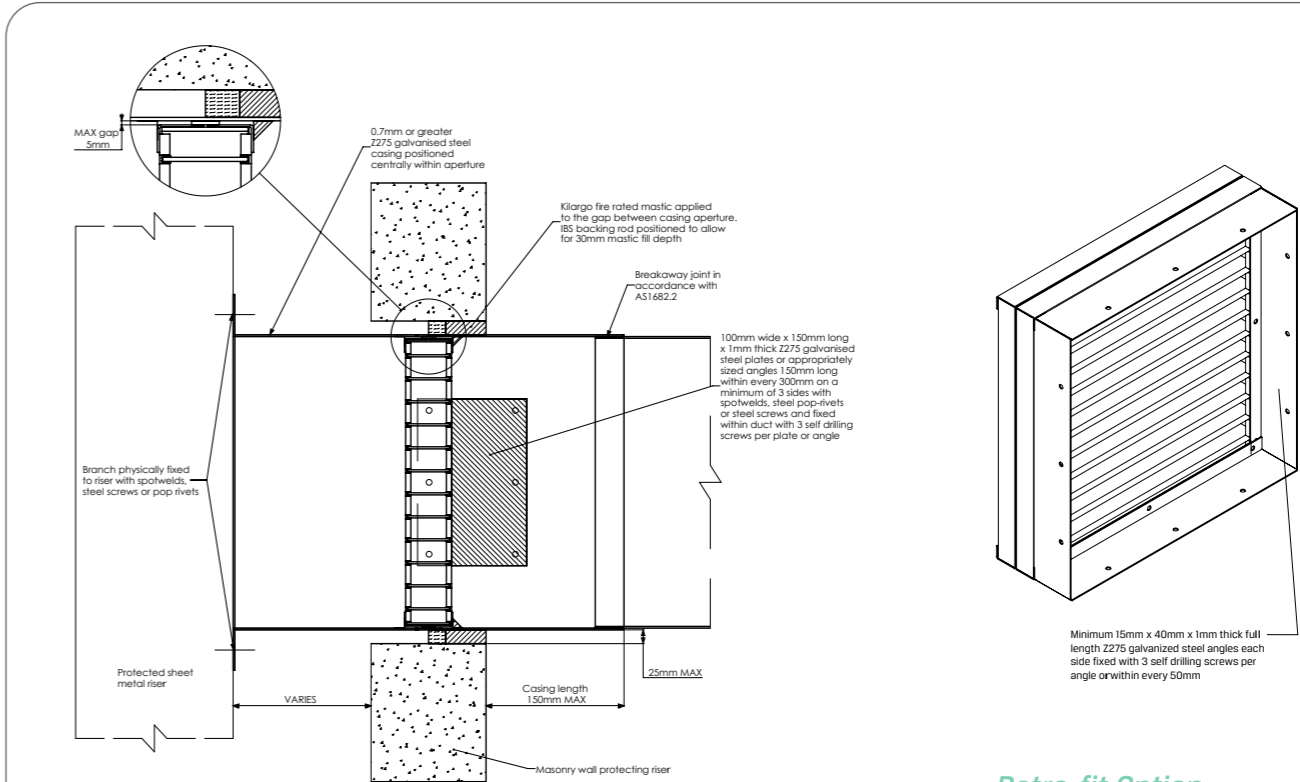 MAX gap
5mm
0.7mm or greater
Z275 galvanised steel
casing positioned
centrally within aperture
Kilargo fire rated mastic applied
to the gap between casing aperture.
IBS backing rod positioned to allow
for 30mm mastic fill depth
Breakaway joint in
accordance with
AS1682.2
100mm wide x 150mm long
x 1mm thick Z275 galvanised
steel plates or appropriately
sized angles 150mm long
within every 300mm on a
minimum of 3 sides with
spotwelds, steel pop-rivets
or steel screws and fixed
within duct with 3 self drilling
screws per plate or angle
Branch physically fixed
to riser with spotwelds,
steel screws or pop rivets
Protected sheet
metal riser
VARIES
Casing length
150mm MAX
25mm MAX
Masonry wall protecting riser
Minimum 15mm x 40mm x 1mm thick full
length Z275 galvanized steel angles each
side fixed with 3 self drilling screws per
angle orwithin every 50mm
Retro-fit Option